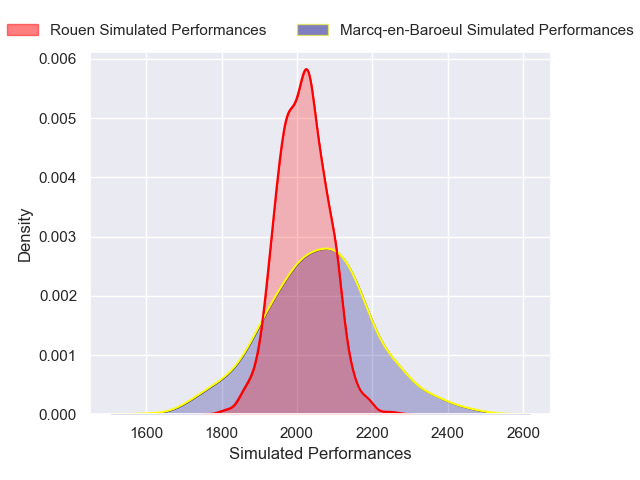 Rouen Simulated Performances Marcq-en-Baroeul Simulated Performances
0.006
0.005
0.004
0.003
0.002
0.001
0.000
Density
1600 1800 2000 2200 2400 2600
Simulated Performances